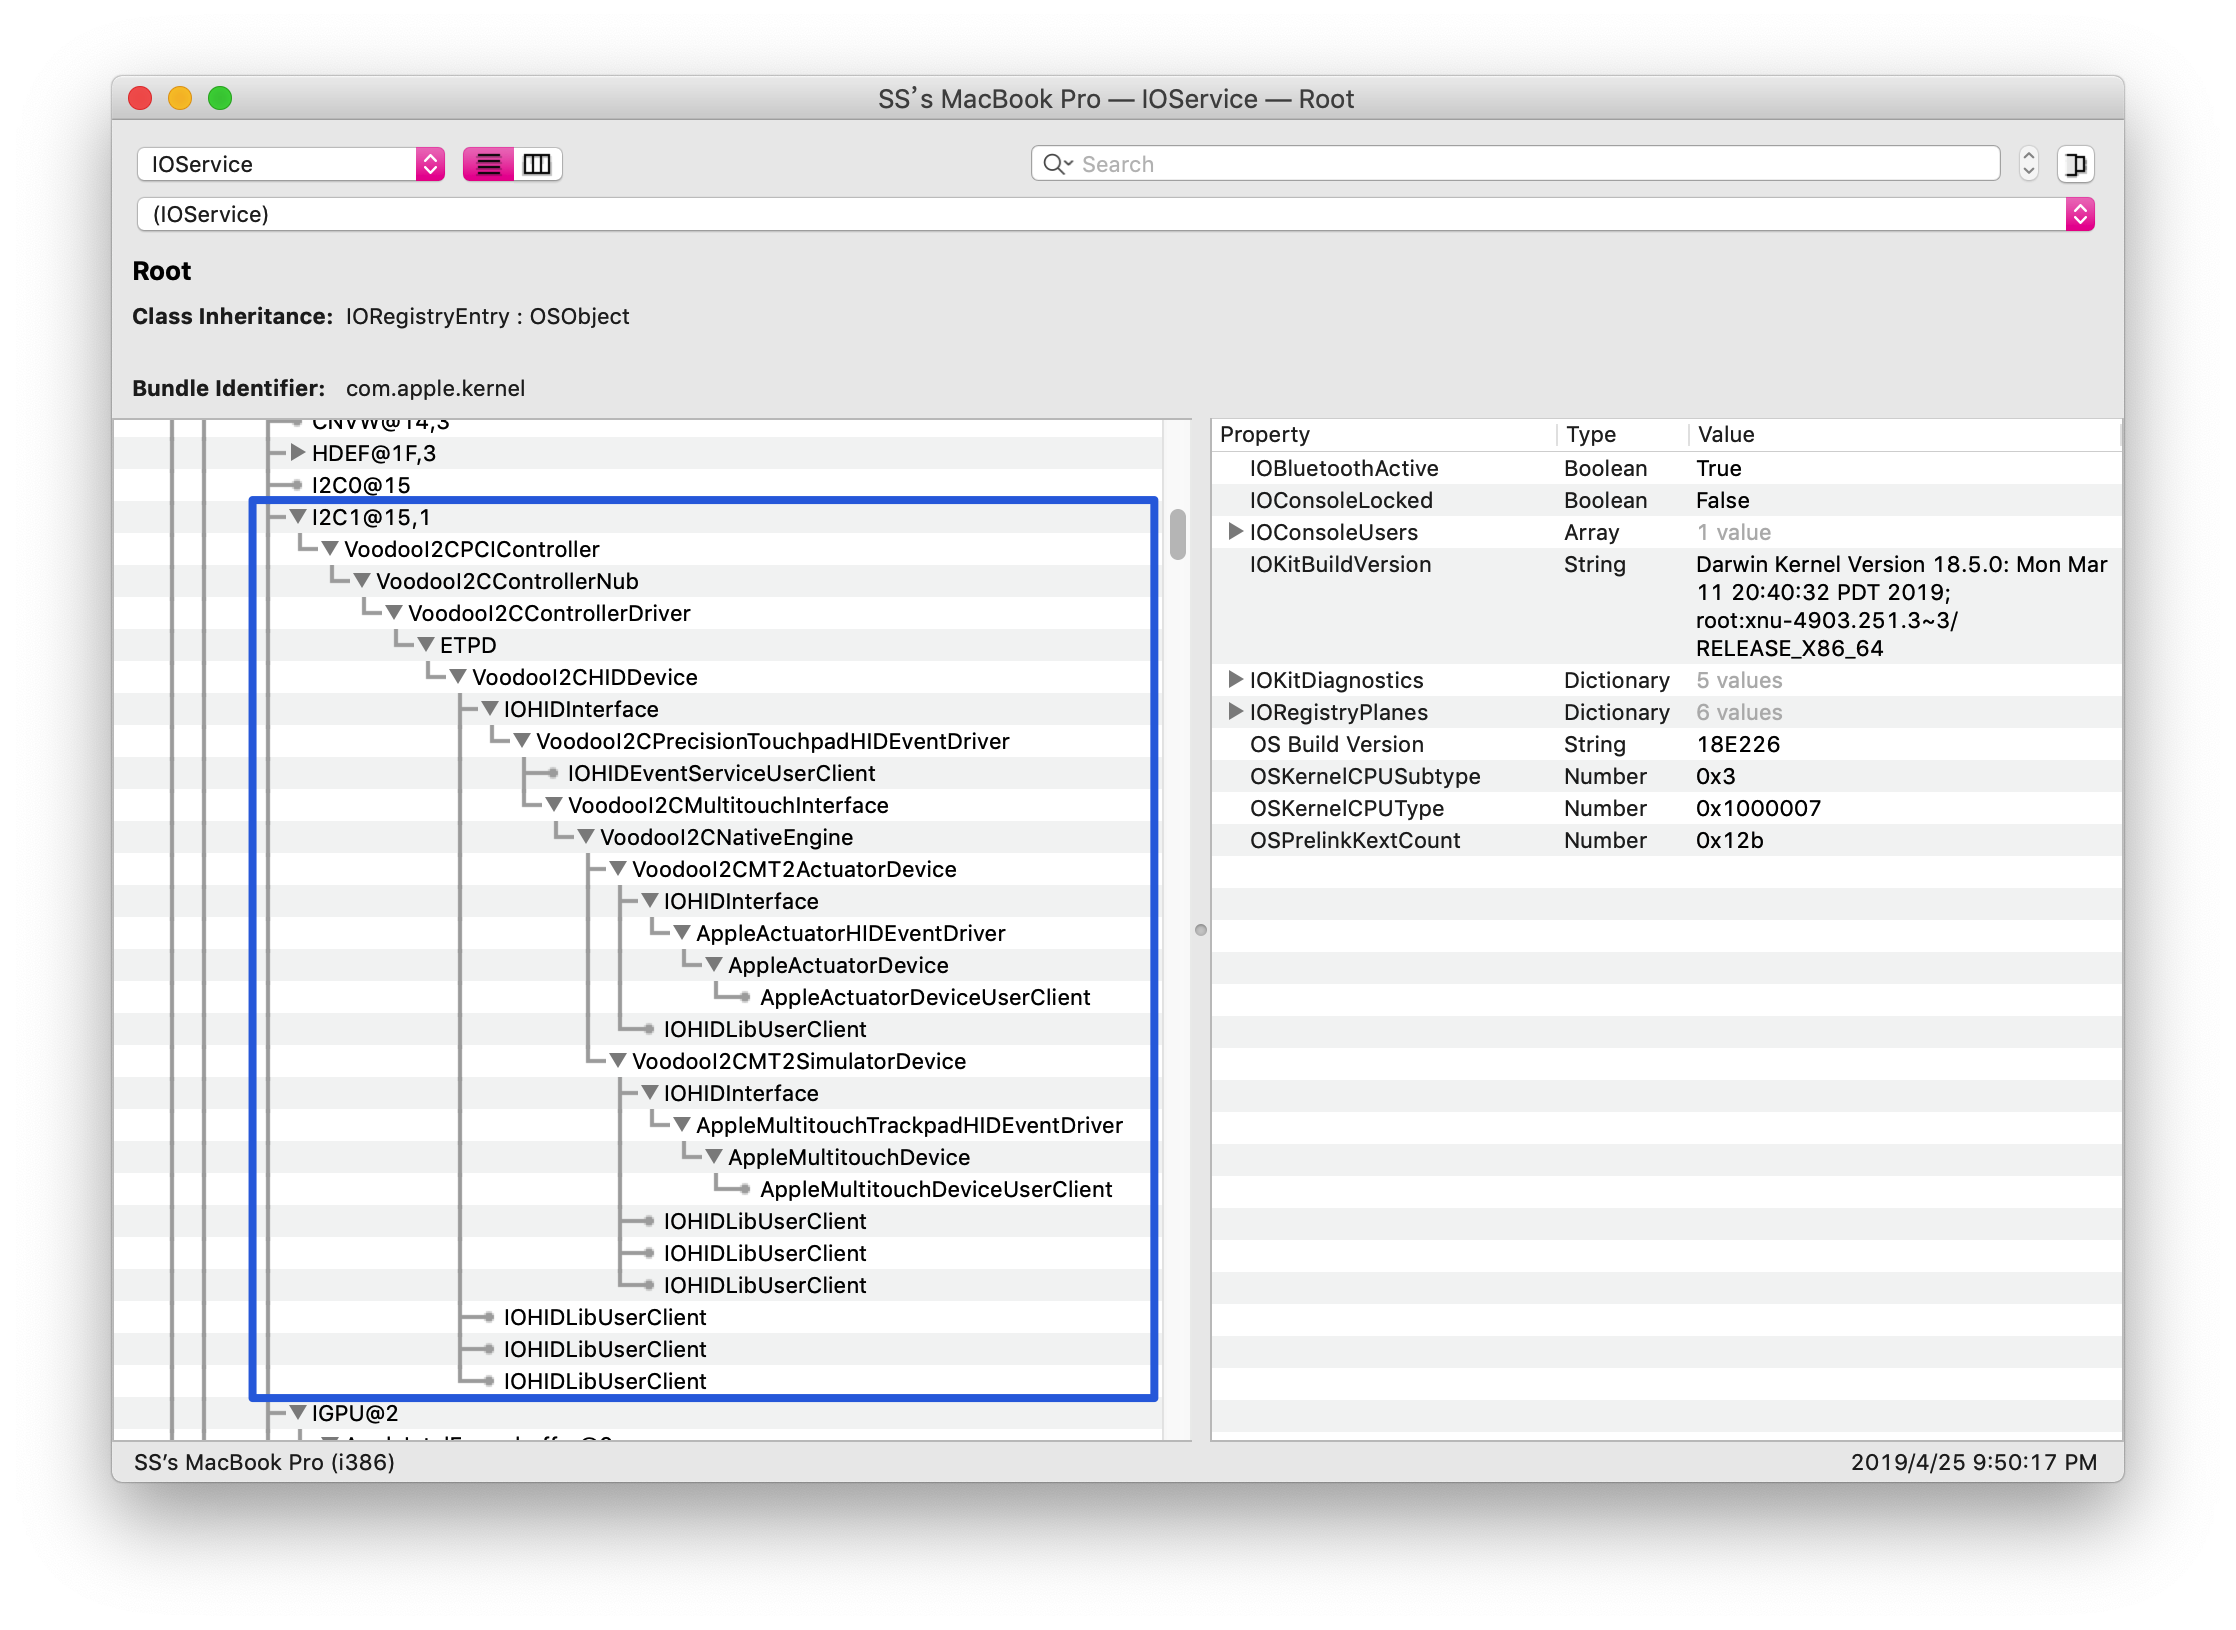 SS's MacBook Pro — IOService — Root
IOService
Search
(IOService)
Root
Class Inheritance: IORegistryEntry : OSObject
Bundle Identifier: com.apple.kernel
CNVW@14,3
HDEF@1F,3
I2C0@15
I2C1@15,1
VoodooI2CPCIController
VoodooI2CControllerNub
VoodooI2CControllerDriver
ETPD
VoodooI2CHIDDevice
IOHIDInterface
VoodooI2CPrecisionTouchpadHIDEventDriver
IOHIDEventServiceUserClient
VoodooI2CMultitouchInterface
VoodooI2CNativeEngine
VoodooI2CMT2ActuatorDevice
IOHIDInterface
AppleActuatorHIDEventDriver
AppleActuatorDevice
AppleActuatorDeviceUserClient
IOHIDLibUserClient
VoodooI2CMT2SimulatorDevice
IOHIDInterface
AppleMultitouchTrackpadHIDEventDriver
AppleMultitouchDevice
AppleMultitouchDeviceUserClient
IOHIDLibUserClient
IOHIDLibUserClient
IOHIDLibUserClient
IOHIDLibUserClient
IOHIDLibUserClient
IOHIDLibUserClient
IGPU@2
Property Type Value
IOBluetoothActive Boolean True
IOConsoleLocked Boolean False
IOConsoleUsers Array 1 value
IOKitBuildVersion String Darwin Kernel Version 18.5.0: Mon Mar
11 20:40:32 PDT 2019;
root:xnu-4903.251.3~3/
RELEASE_X86_64
IOKitDiagnostics Dictionary 5 values
IORegistryPlanes Dictionary 6 values
OS Build Version String 18E226
OSKernelCPUSubtype Number 0x3
OSKernelCPUType Number 0x1000007
OSPrelinkKextCount Number 0x12b
SS's MacBook Pro (i386)
2019/4/25 9:50:17 PM